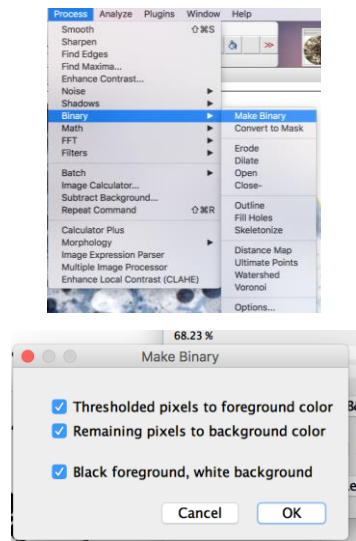 Process Analyze Plugins Window Help
Smooth ⇧⌘S
Sharpen
Find Edges
Find Maxima...
Enhance Contrast...
Noise
Shadows
Binary
Math
FFT
Filters
Batch
Image Calculator...
Subtract Background...
Repeat Command ⇧⌘R
Calculator Plus
Morphology
Image Expression Parser
Multiple Image Processor
Enhance Local Contrast (CLAHE)
Make Binary
Convert to Mask
Erode
Dilate
Open
Close-
Outline
Fill Holes
Skeletonize
Distance Map
Ultimate Points
Watershed
Voronoi
Options...
68.23 %
Make Binary
Thresholded pixels to foreground color
Remaining pixels to background color
Black foreground, white background
Cancel OK